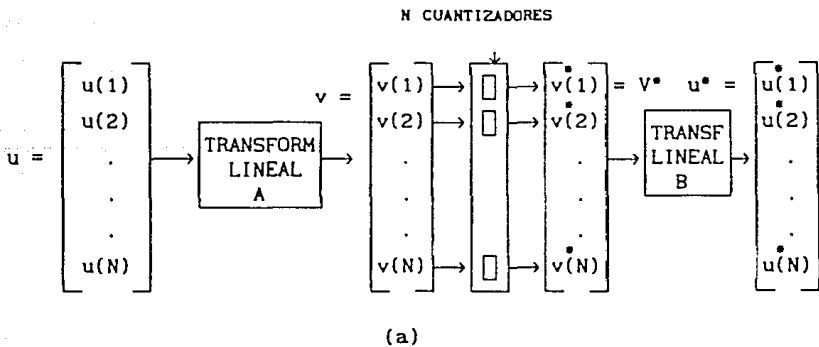 N CUANTIZADORES
u =
u(1)
u(2)
.
.
.
u(N)
TRANSFORM
LINEAL
A
v =
v(1)
v(2)
.
.
.
v(N)
v*(1)
v*(2)
.
.
.
v*(N)
= V*
TRANSF
LINEAL
B
u* =
u*(1)
u*(2)
.
.
.
u*(N)
(a)